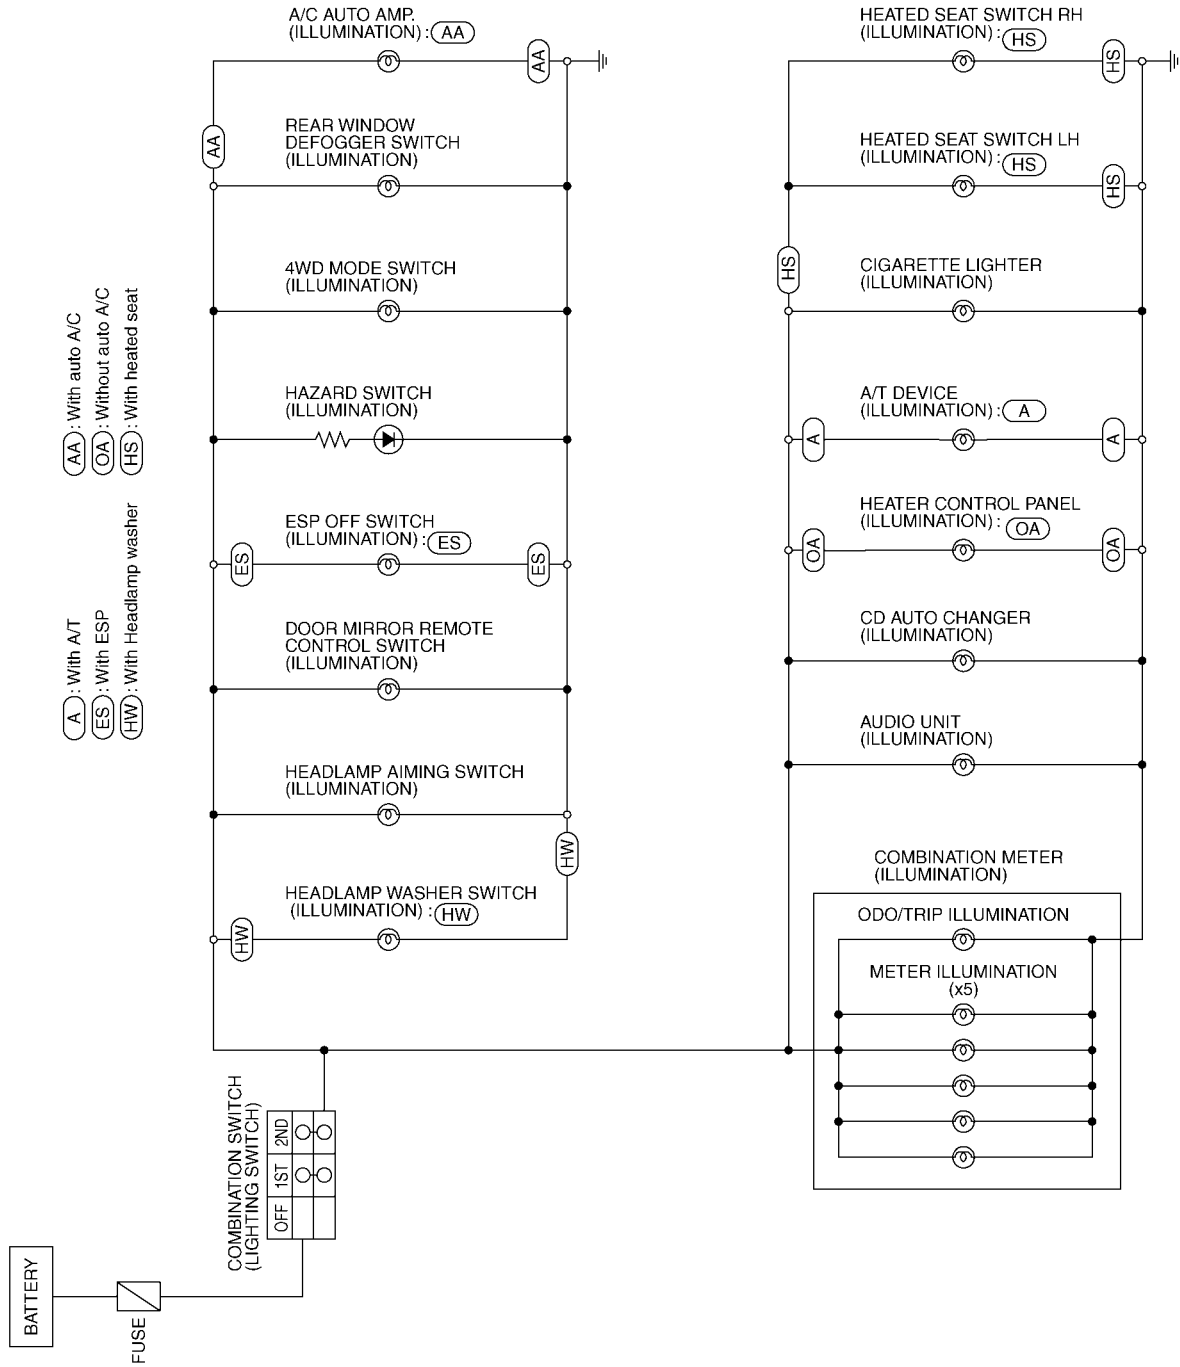 A/C AUTO AMP.
(ILLUMINATION) : AA
AA
AA
REAR WINDOW
DEFOGGER SWITCH
(ILLUMINATION)
4WD MODE SWITCH
(ILLUMINATION)
HAZARD SWITCH
(ILLUMINATION)
ESP OFF SWITCH
(ILLUMINATION) : ES
ES
ES
DOOR MIRROR REMOTE
CONTROL SWITCH
(ILLUMINATION)
HEADLAMP AIMING SWITCH
(ILLUMINATION)
HW
HEADLAMP WASHER SWITCH
(ILLUMINATION) : HW
HW
HEATED SEAT SWITCH RH
(ILLUMINATION) : HS
HS
HEATED SEAT SWITCH LH
(ILLUMINATION) : HS
HS
HS
CIGARETTE LIGHTER
(ILLUMINATION)
A/T DEVICE
(ILLUMINATION) : A
A
A
HEATER CONTROL PANEL
(ILLUMINATION) : OA
OA
OA
CD AUTO CHANGER
(ILLUMINATION)
AUDIO UNIT
(ILLUMINATION)
COMBINATION METER
(ILLUMINATION)
ODO/TRIP ILLUMINATION
METER ILLUMINATION
(x5)
A : With A/T
ES : With ESP
HW : With Headlamp washer
AA : With auto A/C
OA : Without auto A/C
HS : With heated seat
COMBINATION SWITCH
(LIGHTING SWITCH)
OFF 1ST 2ND
BATTERY
FUSE